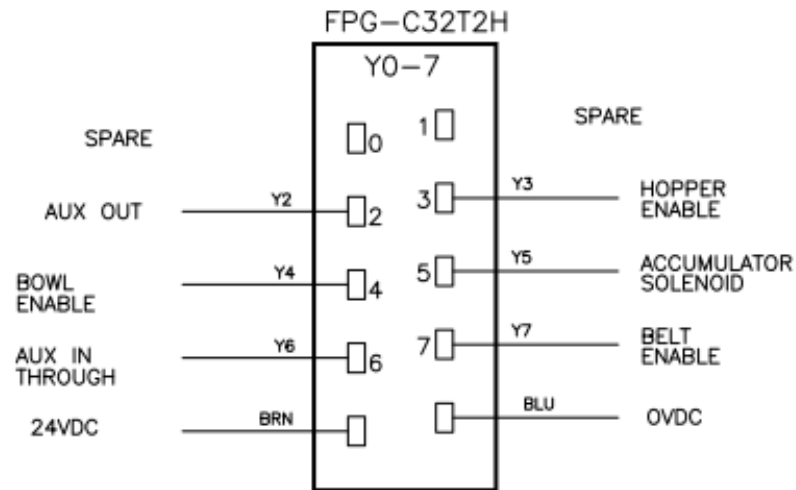 FPG-C32T2H
Y0-7
SPARE
0
1
SPARE
AUX OUT
Y2
2
3
Y3
HOPPER
ENABLE
BOWL
ENABLE
Y4
4
5
Y5
ACCUMULATOR
SOLENOID
AUX IN
THROUGH
Y6
6
7
Y7
BELT
ENABLE
24VDC
BRN
BLU
0VDC